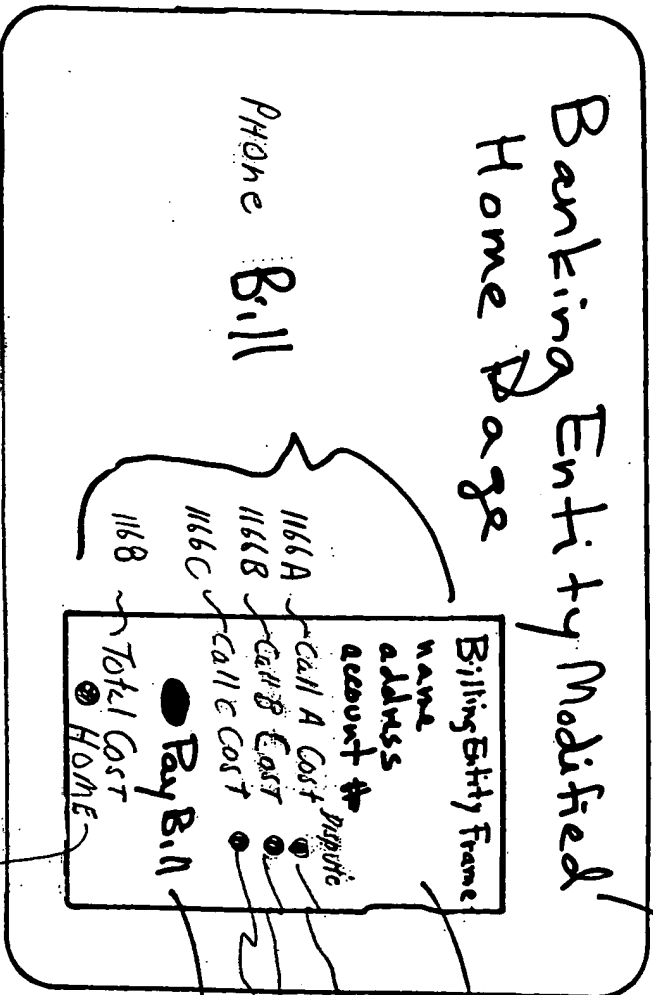 Banking Entity Modified
Home Page
Phone Bill
Billing Entity Frame
name
address
account #
Dispute
1166A Call A Cost
1166B Call B Cost
1166C Call C Cost
Pay Bill
1168 Total Cost
HOME